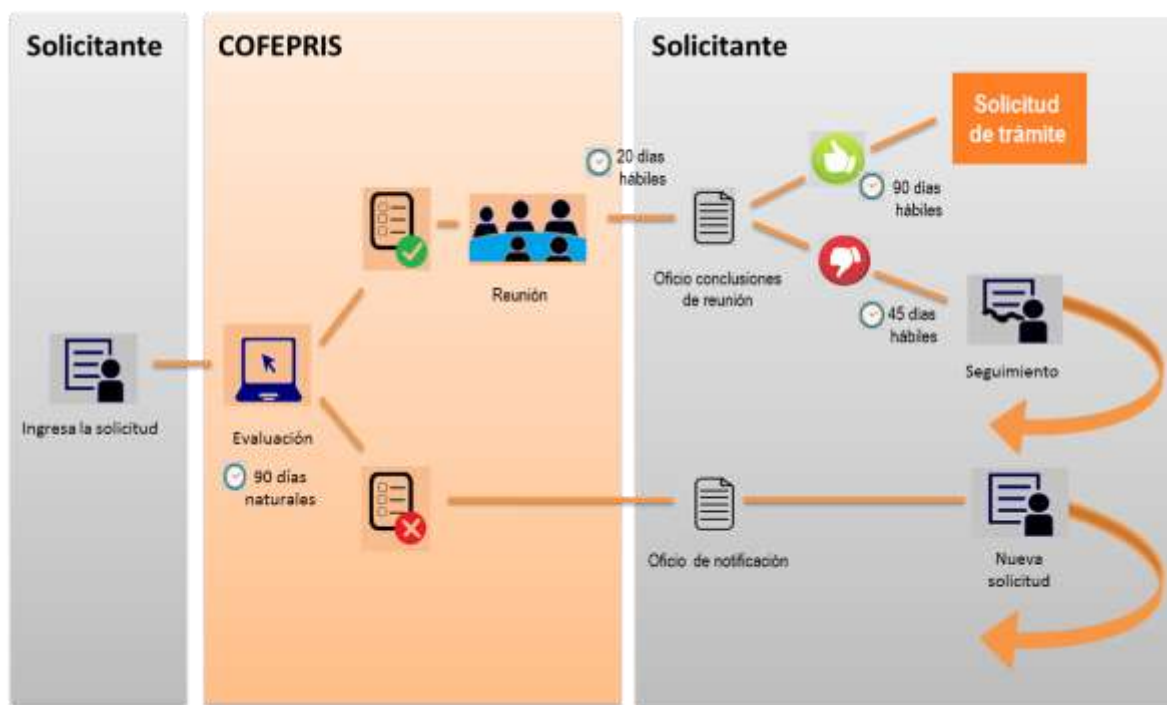 Solicitante
COFEPRIS
Solicitante
Solicitud
de trámite
20 días
hábiles
90 días
hábiles
Reunión
Oficio conclusiones
de reunión
45 días
hábiles
Seguimiento
Ingresa la solicitud
Evaluación
90 días
naturales
Oficio de notificación
Nueva
solicitud